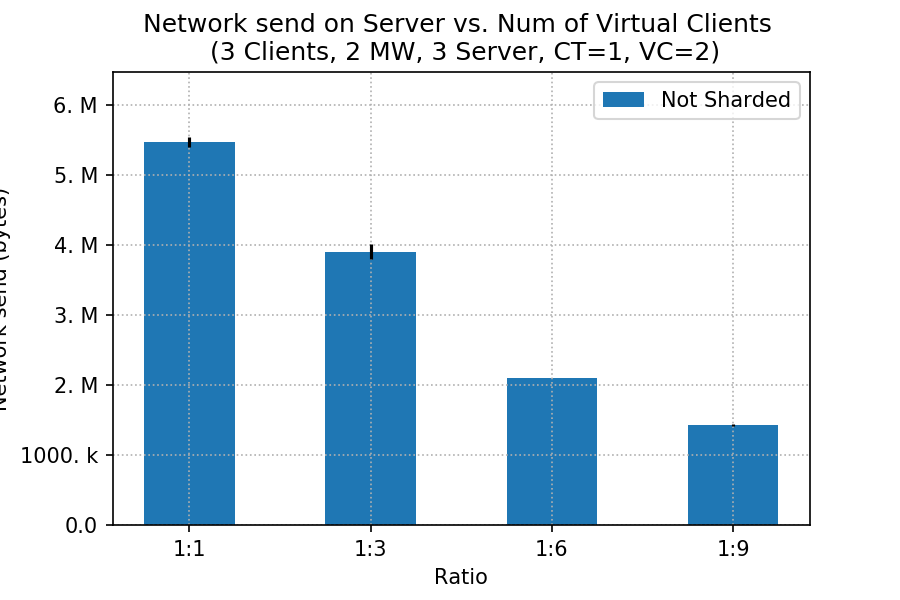 Network send on Server vs. Num of Virtual Clients
(3 Clients, 2 MW, 3 Server, CT=1, VC=2)
Not Sharded
Network send (bytes)
6. M
5. M
4. M
3. M
2. M
1000. k
0.0
1:1 1:3 1:6 1:9
Ratio